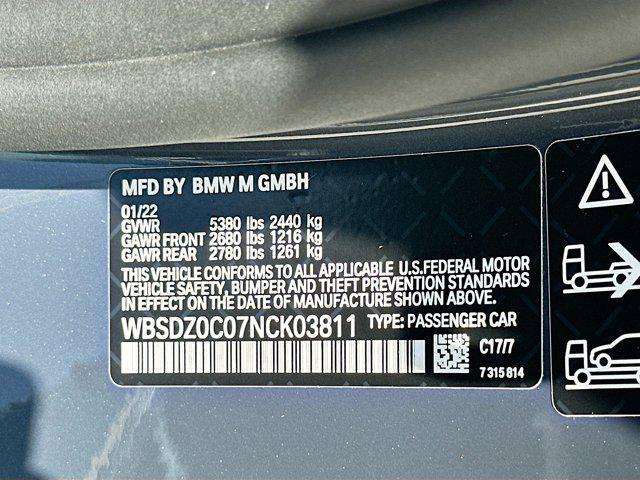 MFD BY BMW M GMBH
01/22
GVWR 5380 lbs 2440 kg
GAWR FRONT 2680 lbs 1216 kg
GAWR REAR 2780 lbs 1261 kg
THIS VEHICLE CONFORMS TO ALL APPLICABLE U.S.FEDERAL MOTOR
VEHICLE SAFETY, BUMPER AND THEFT PREVENTION STANDARDS
IN EFFECT ON THE DATE OF MANUFACTURE SHOWN ABOVE.
WBSDZ0C07NCK03811 TYPE: PASSENGER CAR
C17/7
7 315 814